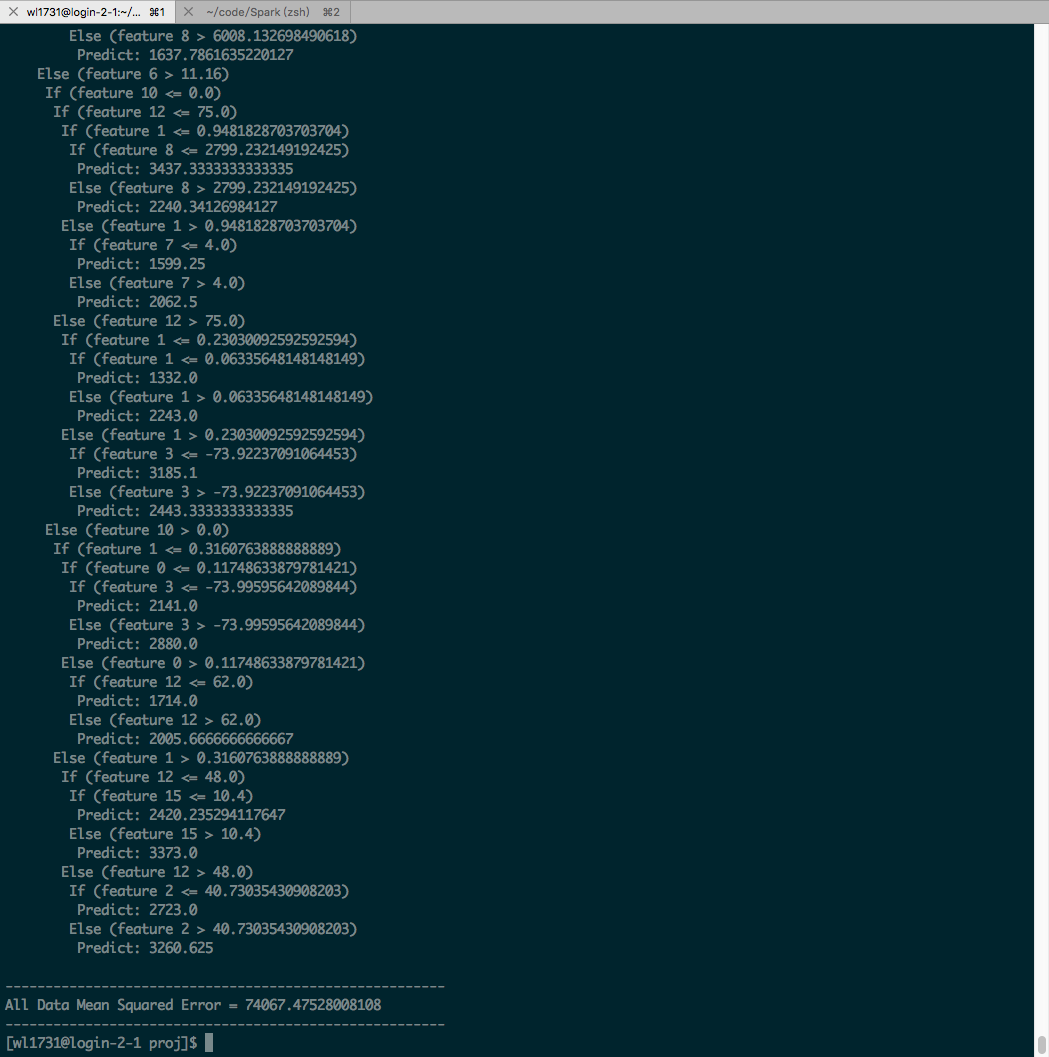 wl1731@login-2-1:~/... ⌘1 ~/code/Spark (zsh) ⌘2
Else (feature 8 > 6008.132698490618)
Predict: 1637.7861635220127
Else (feature 6 > 11.16)
If (feature 10 <= 0.0)
If (feature 12 <= 75.0)
If (feature 1 <= 0.9481828703703704)
If (feature 8 <= 2799.232149192425)
Predict: 3437.3333333333335
Else (feature 8 > 2799.232149192425)
Predict: 2240.34126984127
Else (feature 1 > 0.9481828703703704)
If (feature 7 <= 4.0)
Predict: 1599.25
Else (feature 7 > 4.0)
Predict: 2062.5
Else (feature 12 > 75.0)
If (feature 1 <= 0.23030092592592594)
If (feature 1 <= 0.06335648148148149)
Predict: 1332.0
Else (feature 1 > 0.06335648148148149)
Predict: 2243.0
Else (feature 1 > 0.23030092592592594)
If (feature 3 <= -73.92237091064453)
Predict: 3185.1
Else (feature 3 > -73.92237091064453)
Predict: 2443.3333333333335
Else (feature 10 > 0.0)
If (feature 1 <= 0.3160763888888889)
If (feature 0 <= 0.11748633879781421)
If (feature 3 <= -73.99595642089844)
Predict: 2141.0
Else (feature 3 > -73.99595642089844)
Predict: 2880.0
Else (feature 0 > 0.11748633879781421)
If (feature 12 <= 62.0)
Predict: 1714.0
Else (feature 12 > 62.0)
Predict: 2005.6666666666667
Else (feature 1 > 0.3160763888888889)
If (feature 12 <= 48.0)
If (feature 15 <= 10.4)
Predict: 2420.235294117647
Else (feature 15 > 10.4)
Predict: 3373.0
Else (feature 12 > 48.0)
If (feature 2 <= 40.73035430908203)
Predict: 2723.0
Else (feature 2 > 40.73035430908203)
Predict: 3260.625
-------------------------------------------------------
All Data Mean Squared Error = 74067.47528008108
-------------------------------------------------------
[wl1731@login-2-1 proj]$